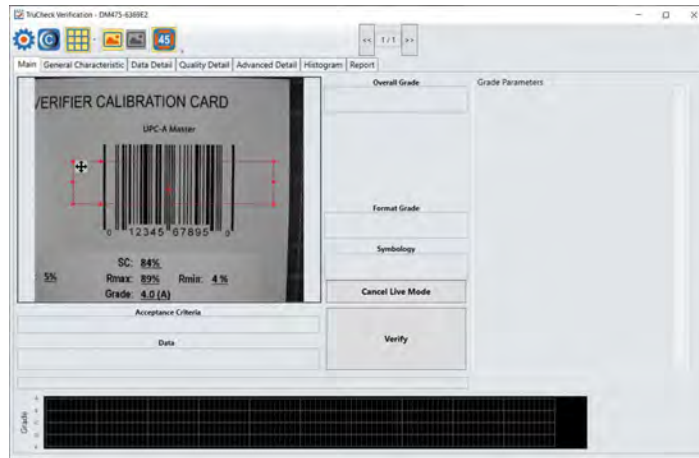 TruCheck Verification - DM475-6369E2
45
<< 1 / 1 >>
Main General Characteristic Data Detail Quality Detail Advanced Detail Histogram Report
/ERIFIER CALIBRATION CARD
UPC-A Master
0 12345 67895 0
SC: 84%
5% Rmax: 89% Rmin: 4%
Grade: 4.0 (A)
Overall Grade
Format Grade
Symbology
Cancel Live Mode
Verify
Grade Parameters
Acceptance Criteria
Data
Grade